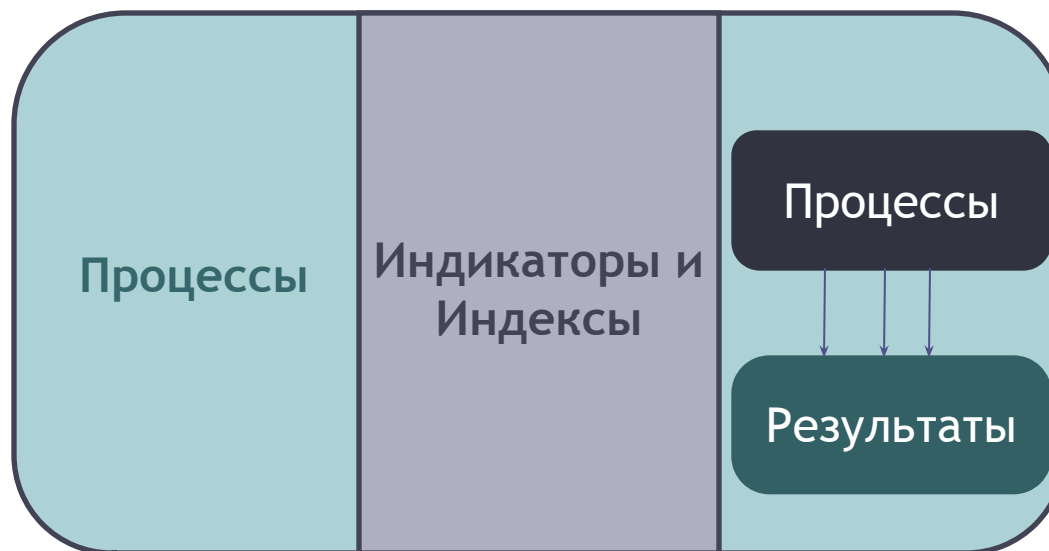 Процессы
Индикаторы и
Индексы
Процессы
Результаты